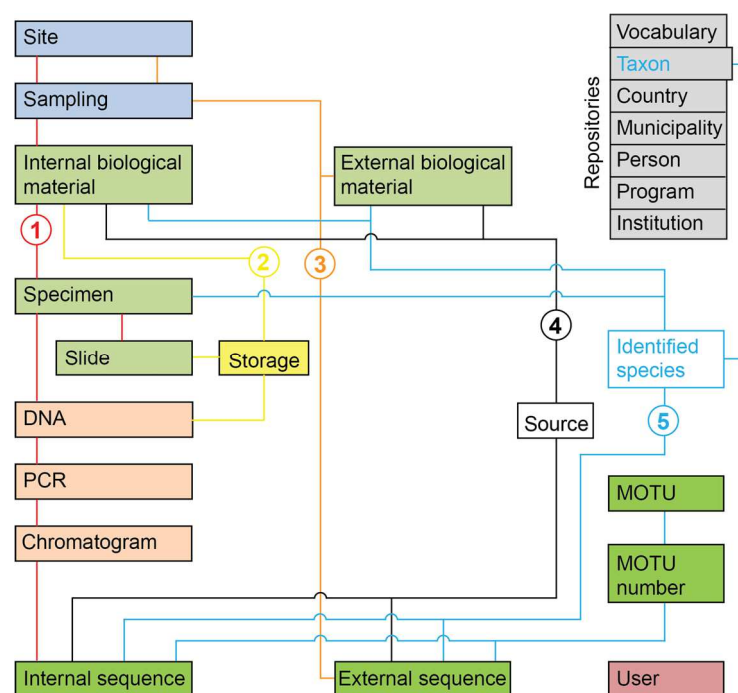 Site
Sampling
Internal biological
material
External biological
material
1
2
3
4
5
Specimen
Slide
Storage
DNA
PCR
Chromatogram
Source
Identified
species
MOTU
MOTU
number
Internal sequence
External sequence
User
Repositories
Vocabulary
Taxon
Country
Municipality
Person
Program
Institution